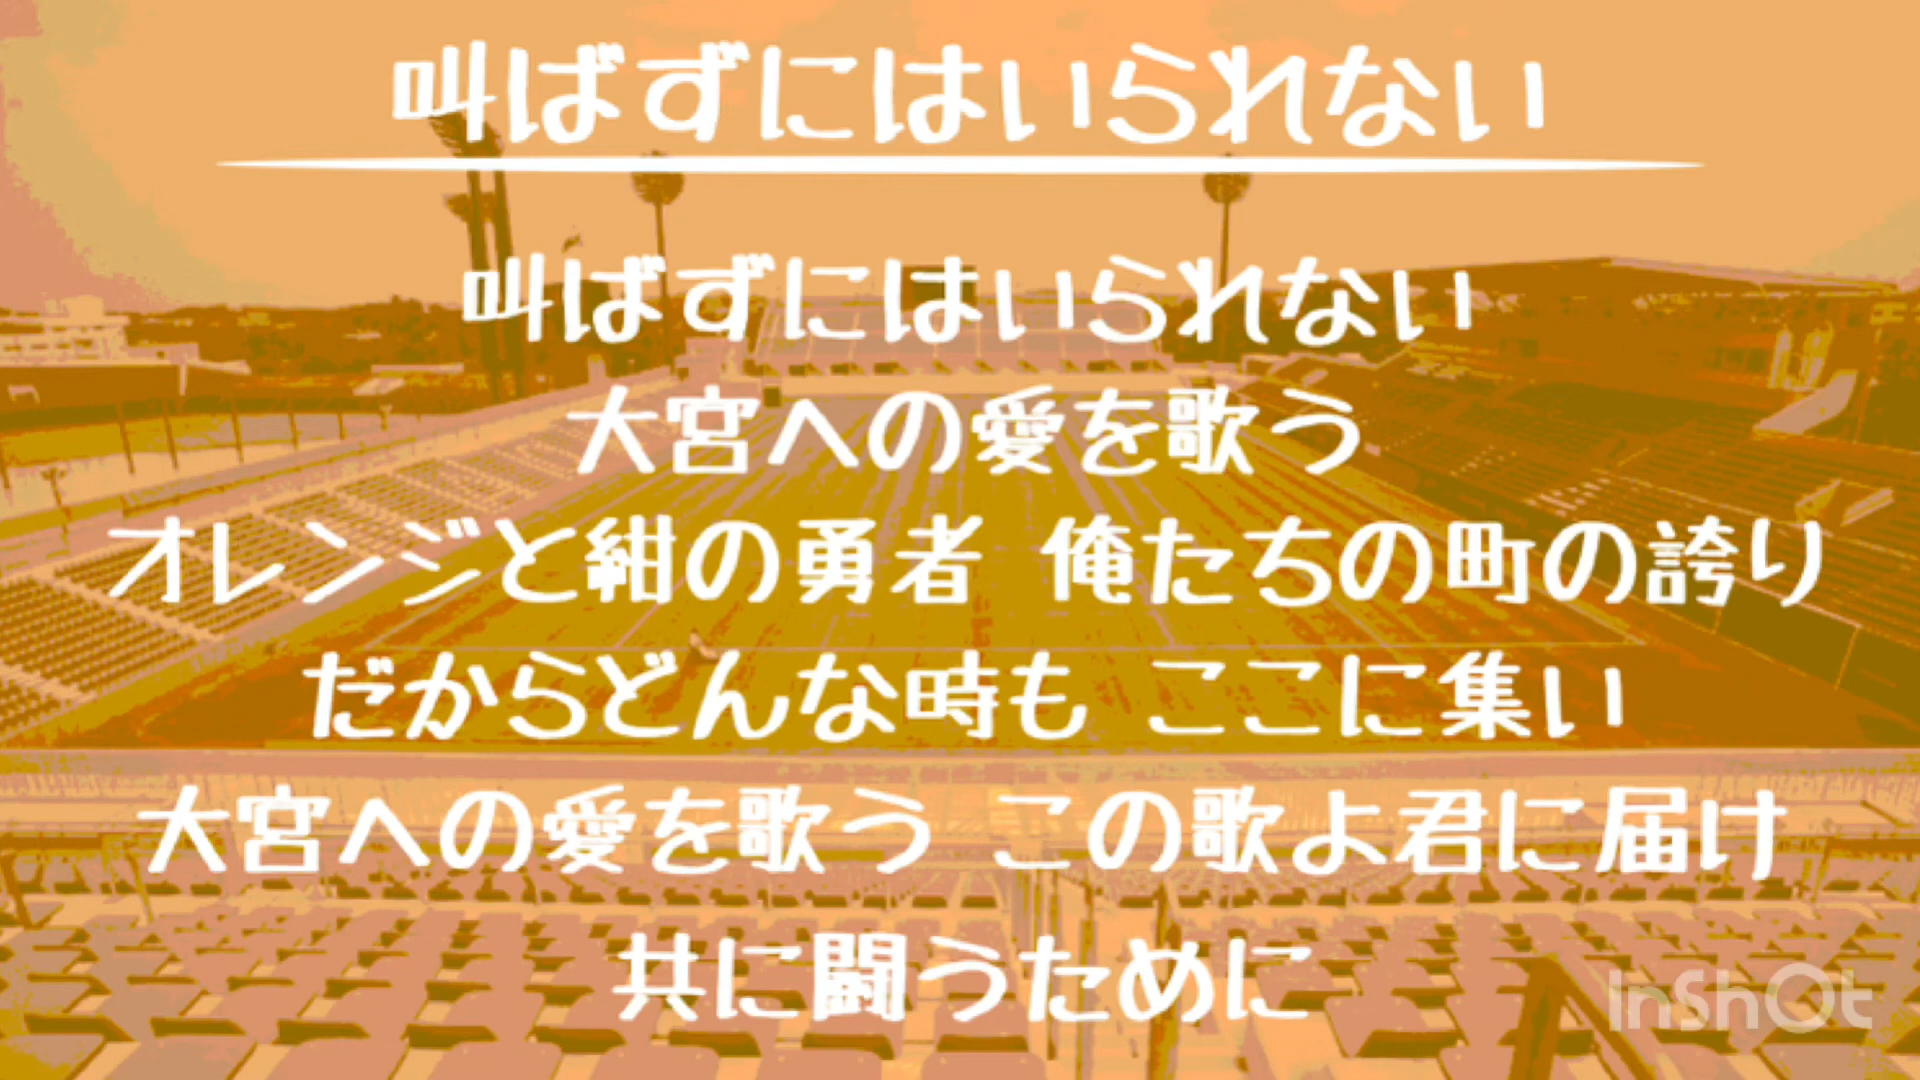 叫ばずにはいられない
叫ばずにはいられない
大宮への愛を歌う
オレンジと紺の勇者 俺たちの町の誇り
だからどんな時も ここに集い
大宮への愛を歌う この歌よ君に届け
共に闘うために
InShOt